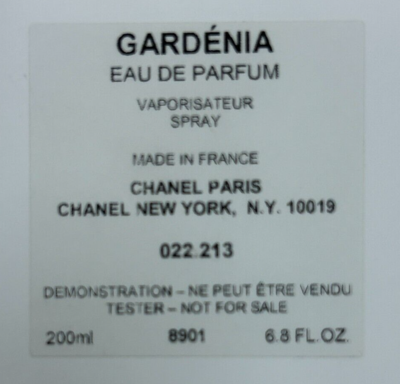 GARDÉNIA
EAU DE PARFUM
VAPORISATEUR
SPRAY
MADE IN FRANCE
CHANEL PARIS
CHANEL NEW YORK, N.Y. 10019
022.213
DEMONSTRATION – NE PEUT ÊTRE VENDU
TESTER – NOT FOR SALE
200ml 8901 6.8 FL.OZ.